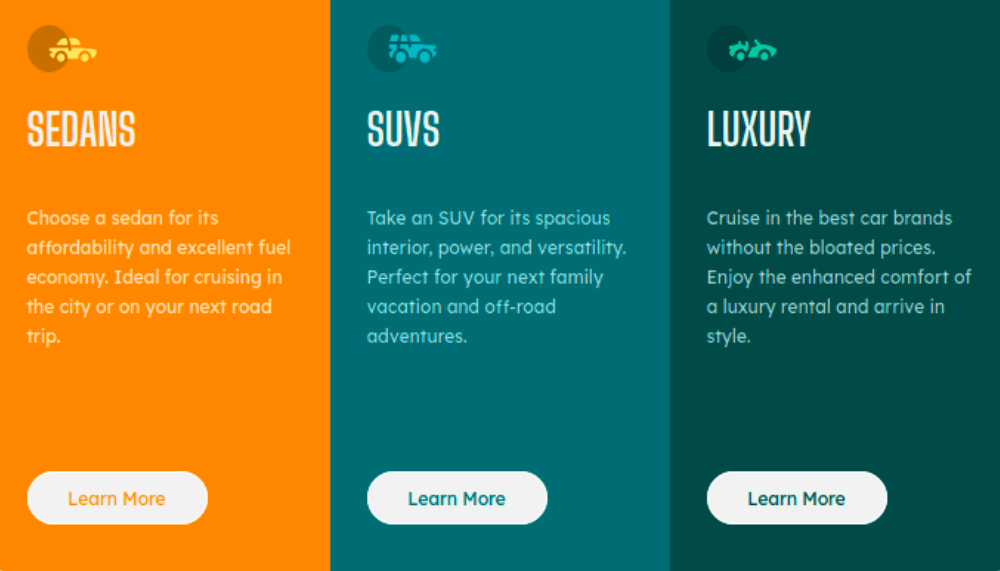 SEDANS
Choose a sedan for its
affordability and excellent fuel
economy. Ideal for cruising in
the city or on your next road
trip.
Learn More
SUVS
Take an SUV for its spacious
interior, power, and versatility.
Perfect for your next family
vacation and off-road
adventures.
Learn More
LUXURY
Cruise in the best car brands
without the bloated prices.
Enjoy the enhanced comfort of
a luxury rental and arrive in
style.
Learn More